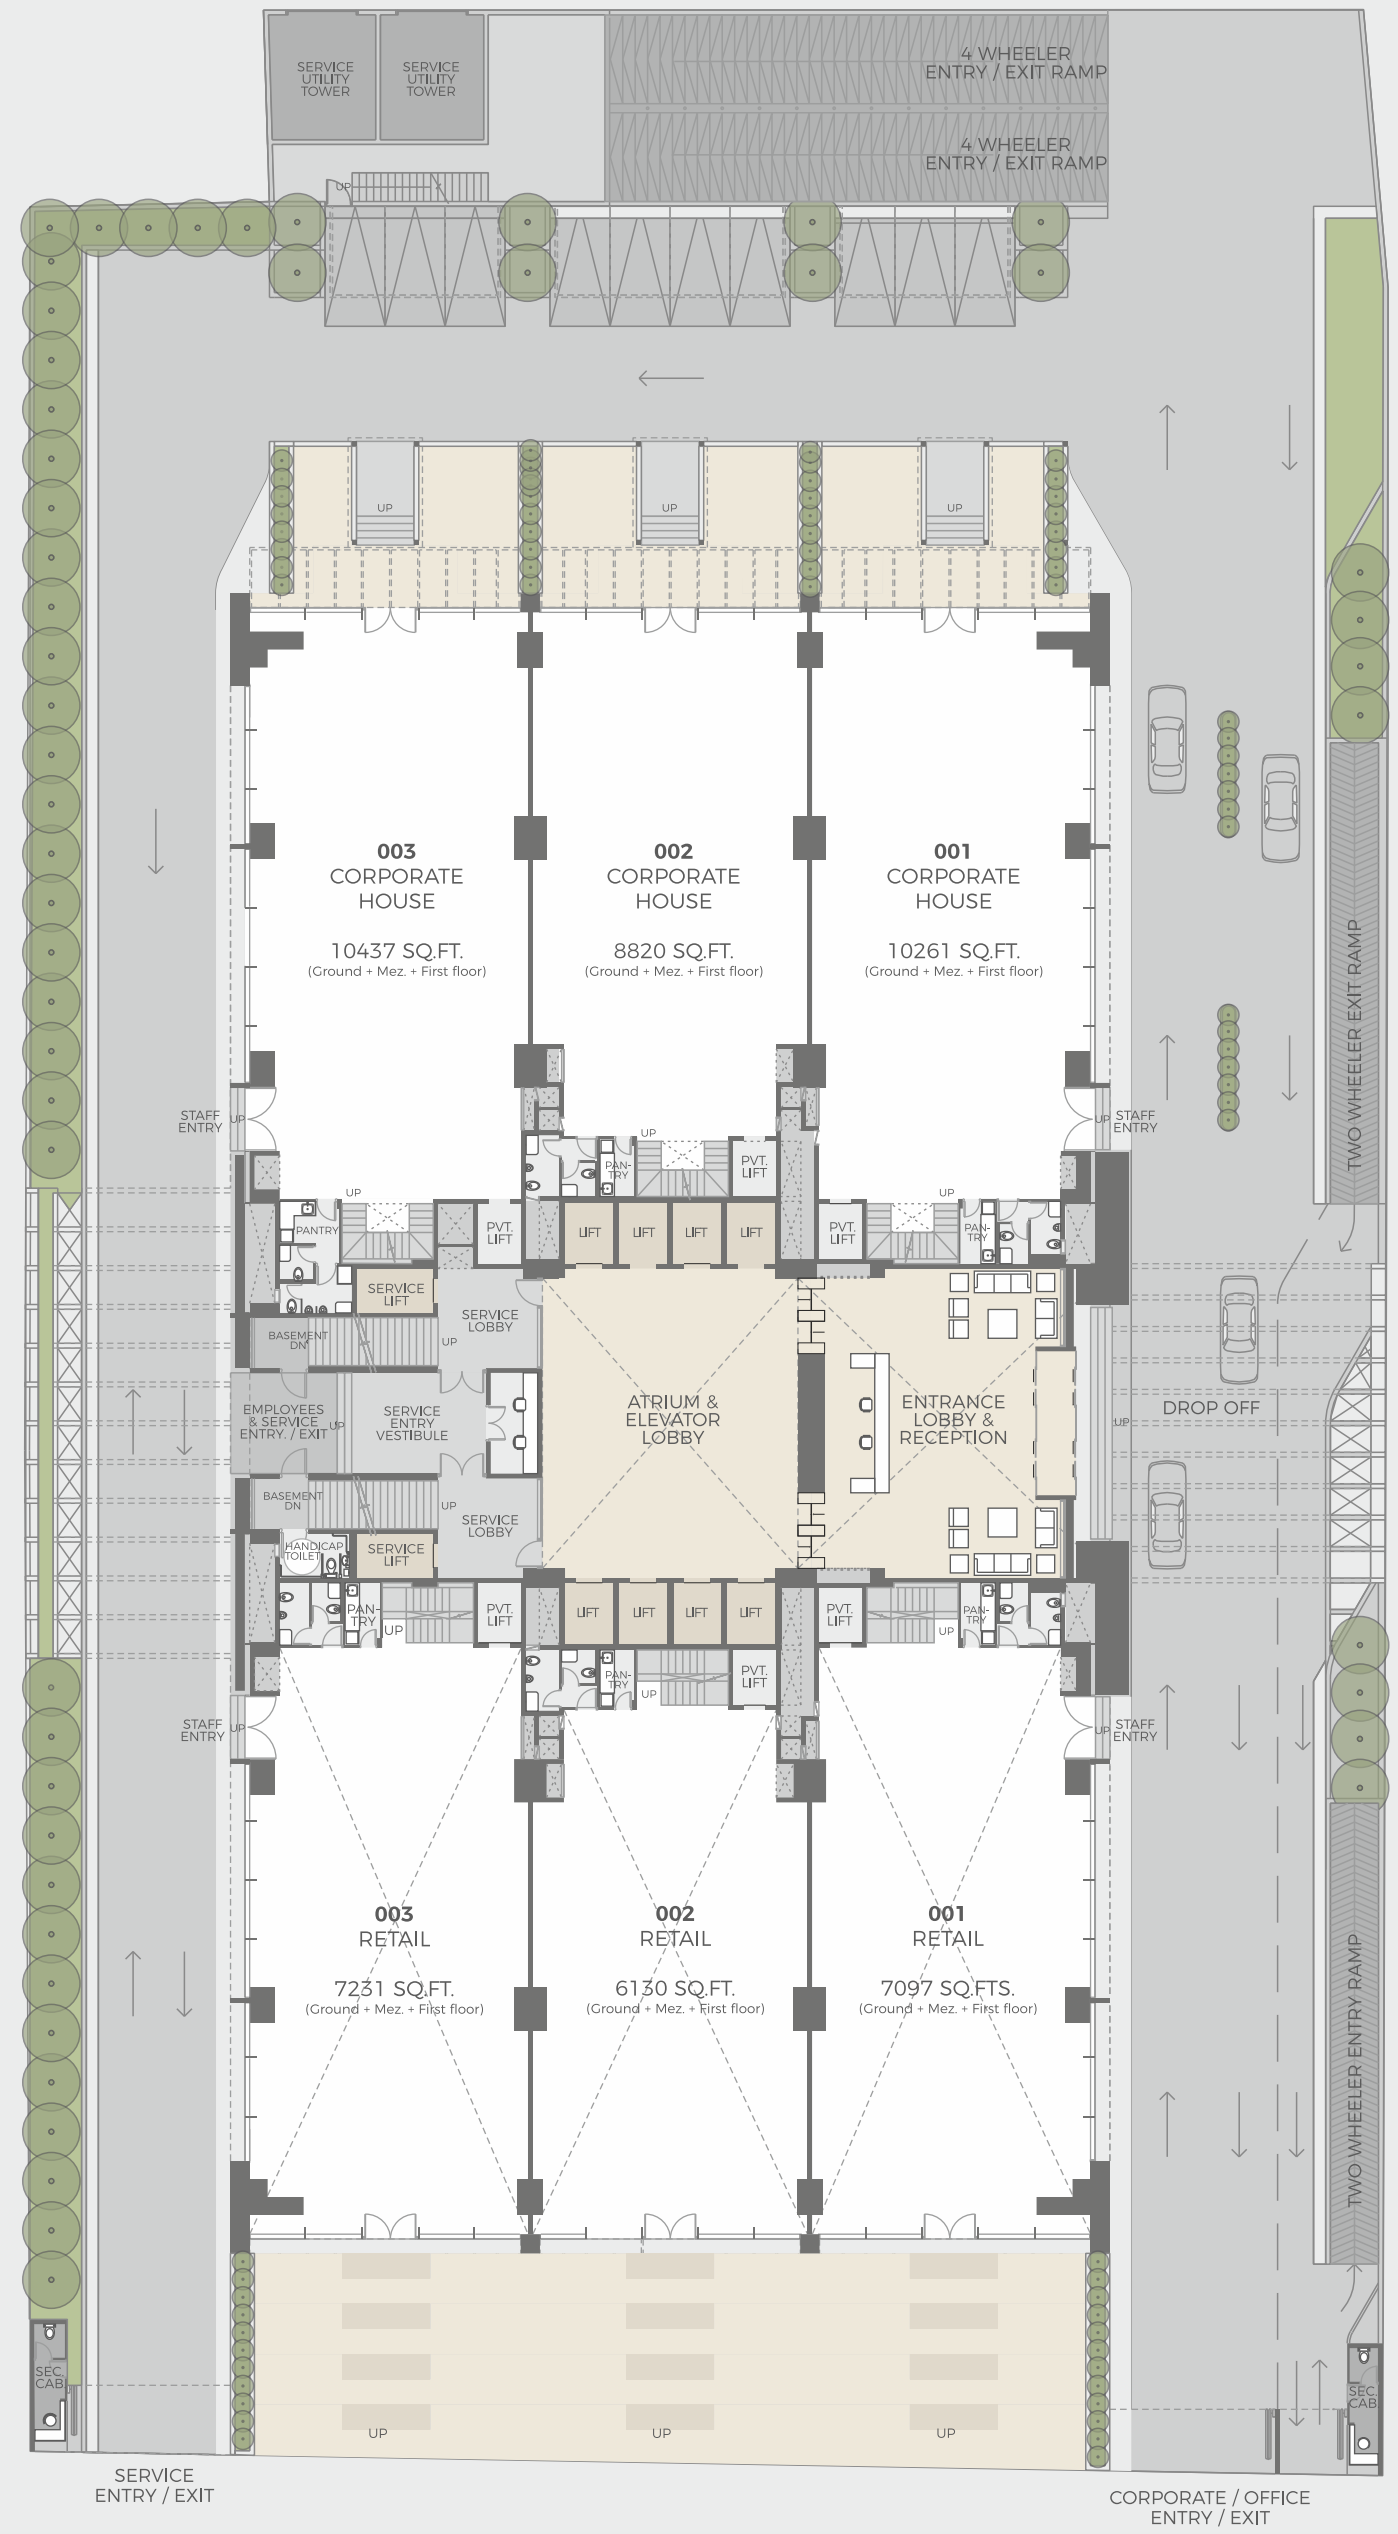 SERVICE
UTILITY
TOWER
SERVICE
UTILITY
TOWER
4 WHEELER
ENTRY / EXIT RAMP
4 WHEELER
ENTRY / EXIT RAMP
UP
UP
UP
UP
003
CORPORATE
HOUSE
10437 SQ.FT.
(Ground + Mez. + First floor)
002
CORPORATE
HOUSE
8820 SQ.FT.
(Ground + Mez. + First floor)
001
CORPORATE
HOUSE
10261 SQ.FT.
(Ground + Mez. + First floor)
TWO WHEELER EXIT RAMP
STAFF
ENTRY
UP
UP
STAFF
ENTRY
UP
PAN-
TRY
PVT.
LIFT
UP
UP
PANTRY
PVT.
LIFT
LIFT
LIFT
LIFT
LIFT
PVT.
LIFT
PAN-
TRY
SERVICE
LIFT
SERVICE
LOBBY
BASEMENT
DN
UP
EMPLOYEES
& SERVICE
ENTRY. / EXIT
UP
SERVICE
ENTRY
VESTIBULE
ATRIUM &
ELEVATOR
LOBBY
ENTRANCE
LOBBY &
RECEPTION
UP
DROP OFF
BASEMENT
DN
UP
SERVICE
LOBBY
HANDICAP
TOILET
SERVICE
LIFT
PAN-
TRY
UP
PVT.
LIFT
LIFT
LIFT
LIFT
LIFT
PVT.
LIFT
UP
PAN-
TRY
PAN-
TRY
UP
PVT.
LIFT
STAFF
ENTRY
UP
UP
STAFF
ENTRY
003
RETAIL
7231 SQ.FT.
(Ground + Mez. + First floor)
002
RETAIL
6130 SQ.FT.
(Ground + Mez. + First floor)
001
RETAIL
7097 SQ.FTS.
(Ground + Mez. + First floor)
TWO WHEELER ENTRY RAMP
SEC.
CAB
SEC.
CAB
UP
UP
UP
SERVICE
ENTRY / EXIT
CORPORATE / OFFICE
ENTRY / EXIT